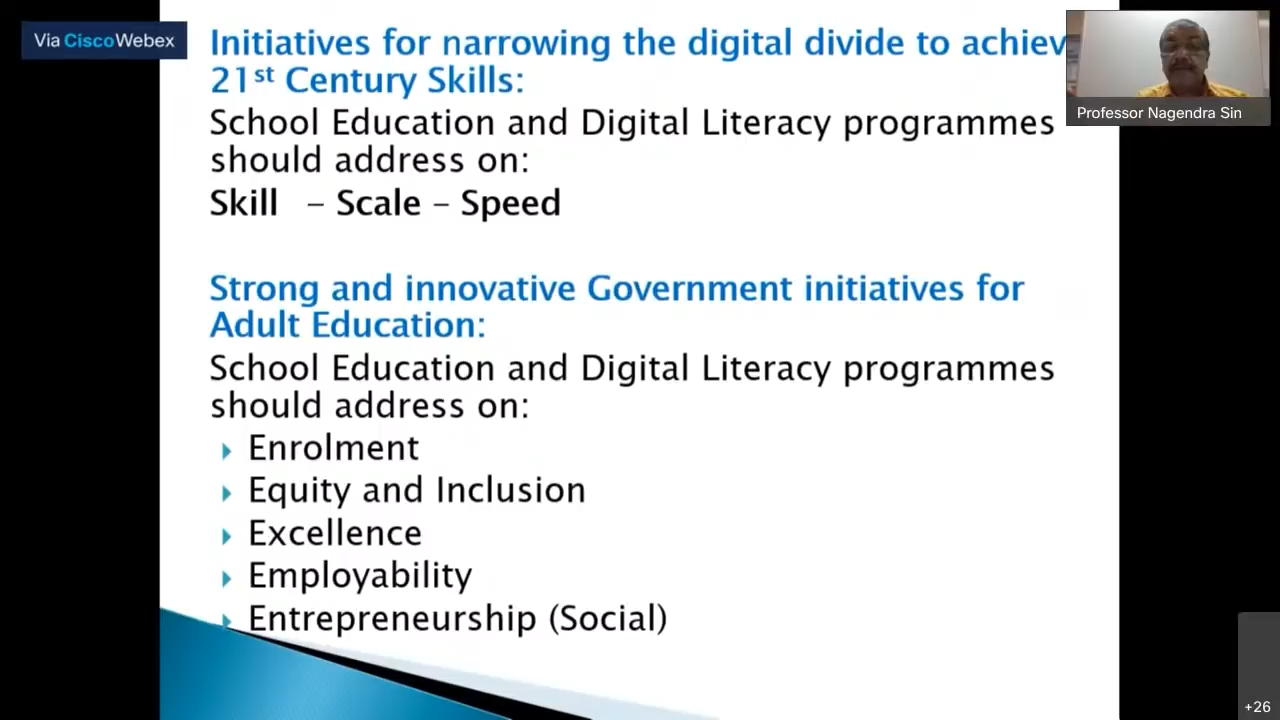 Via Cisco Webex
Initiatives for narrowing the digital divide to achiev
21st Century Skills:
School Education and Digital Literacy programmes
should address on:
Skill – Scale – Speed
Strong and innovative Government initiatives for
Adult Education:
School Education and Digital Literacy programmes
should address on:
Enrolment
Equity and Inclusion
Excellence
Employability
Entrepreneurship (Social)
Professor Nagendra Sin
+26